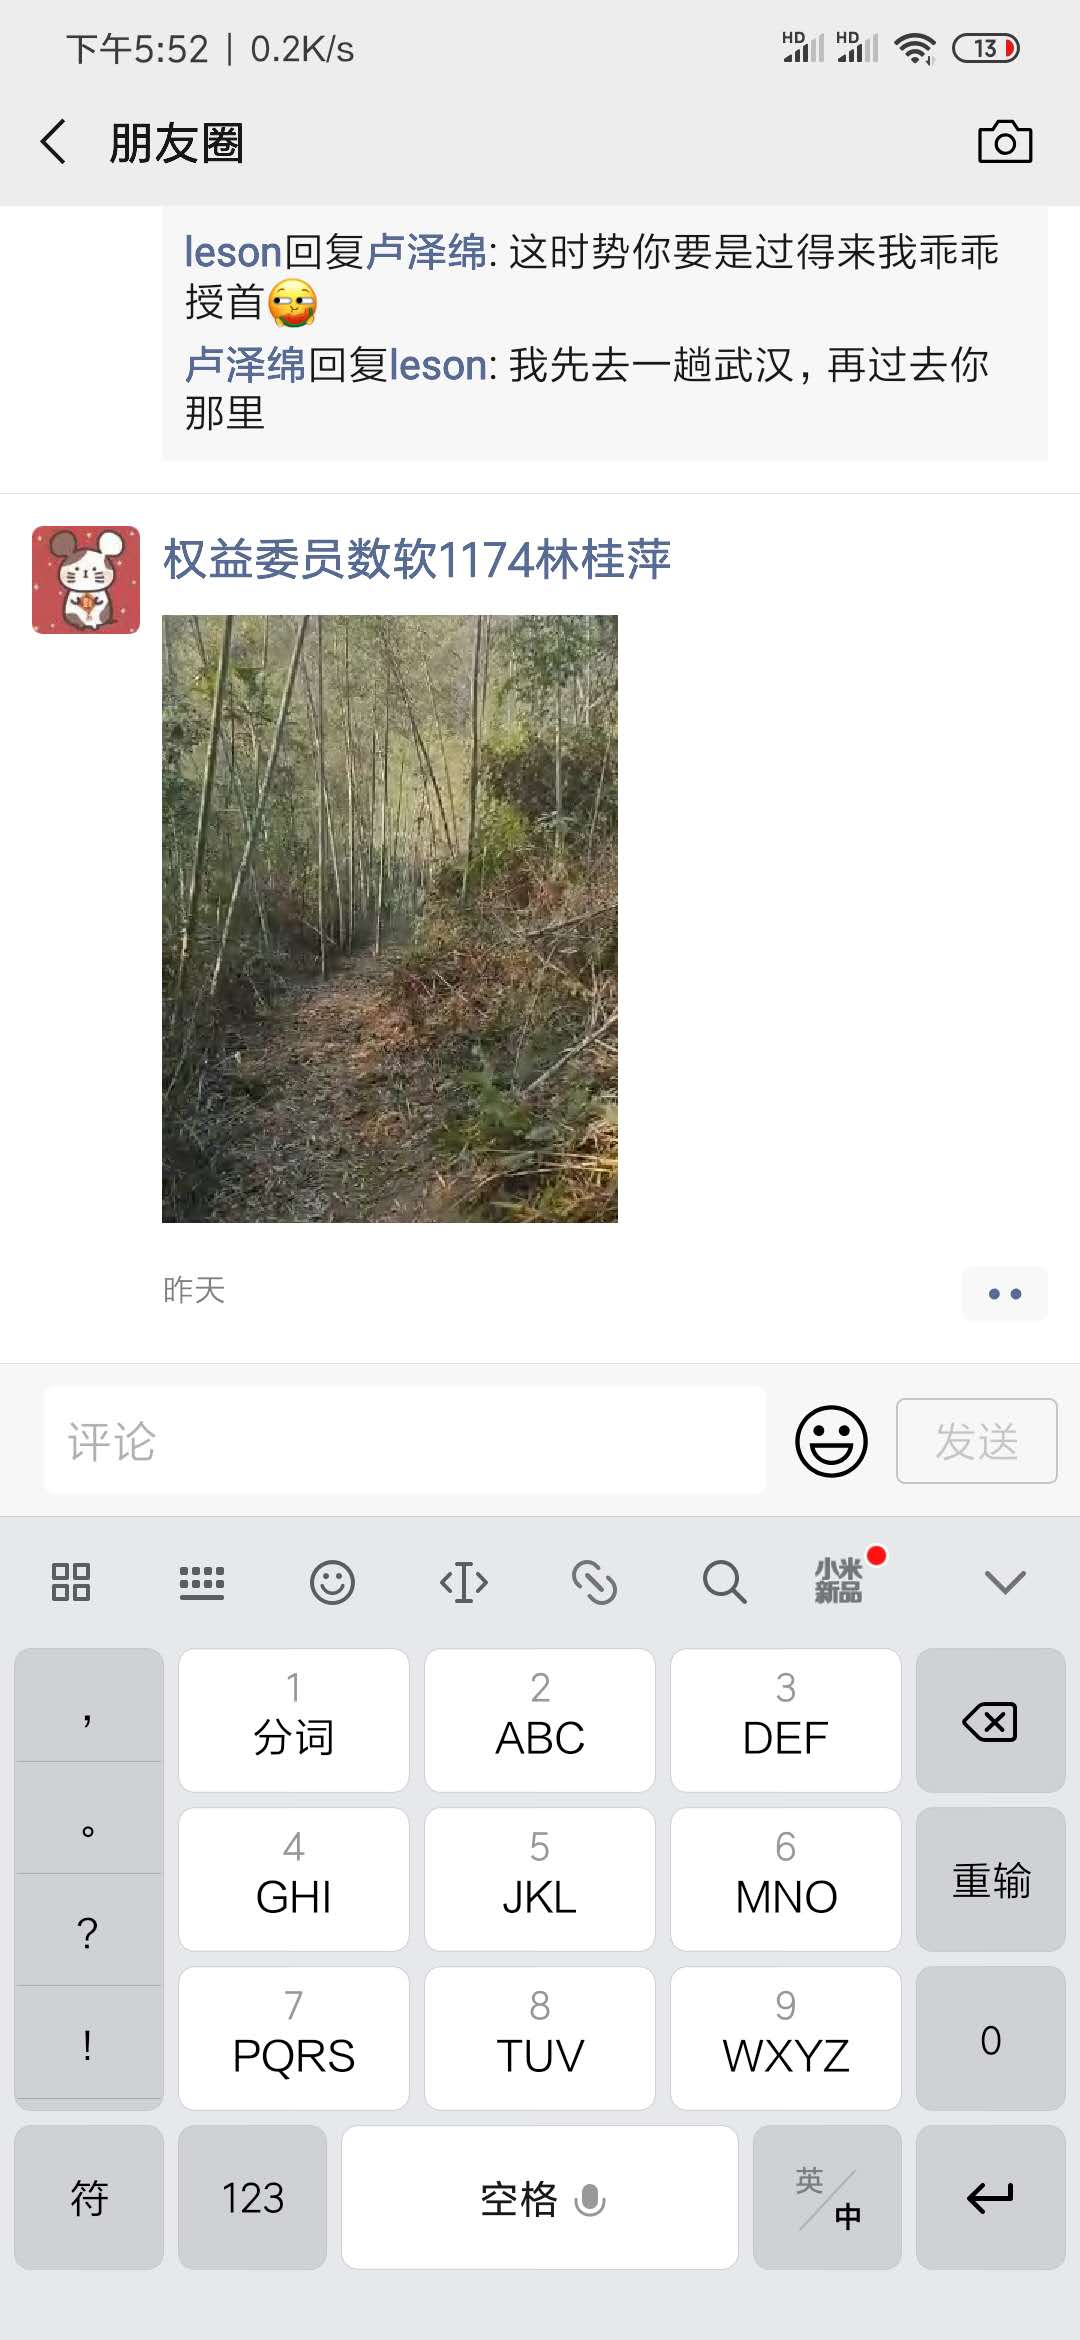 下午5:52 | 0.2K/s
HD HD 13
朋友圈
leson回复卢泽绵: 这时势你要是过得来我乖乖
授首
卢泽绵回复leson: 我先去一趟武汉，再过去你
那里
权益委员数软1174林桂萍
昨天
评论
发送
小米
新品
，
1
分词
2
ABC
3
DEF
。
4
GHI
5
JKL
6
MNO
重输
?
7
PQRS
8
TUV
9
WXYZ
0
!
符
123
空格
英/中